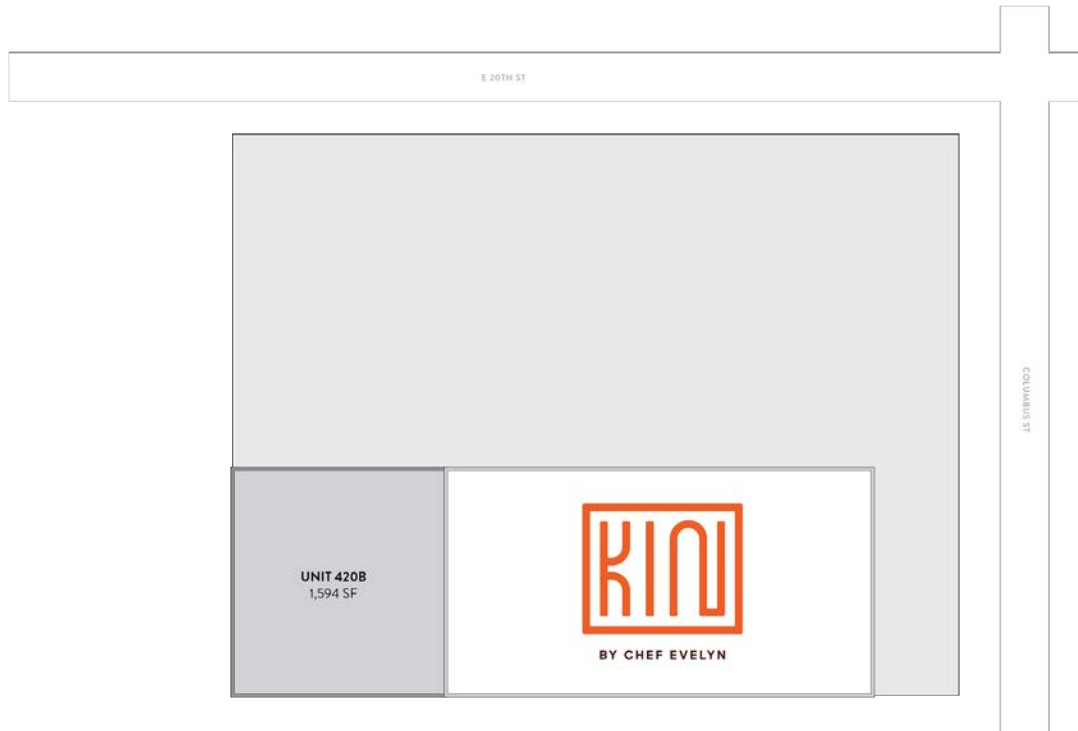 E 20TH ST
COLUMBUS ST
UNIT 420B
1,594 SF
KIN
BY CHEF EVELYN